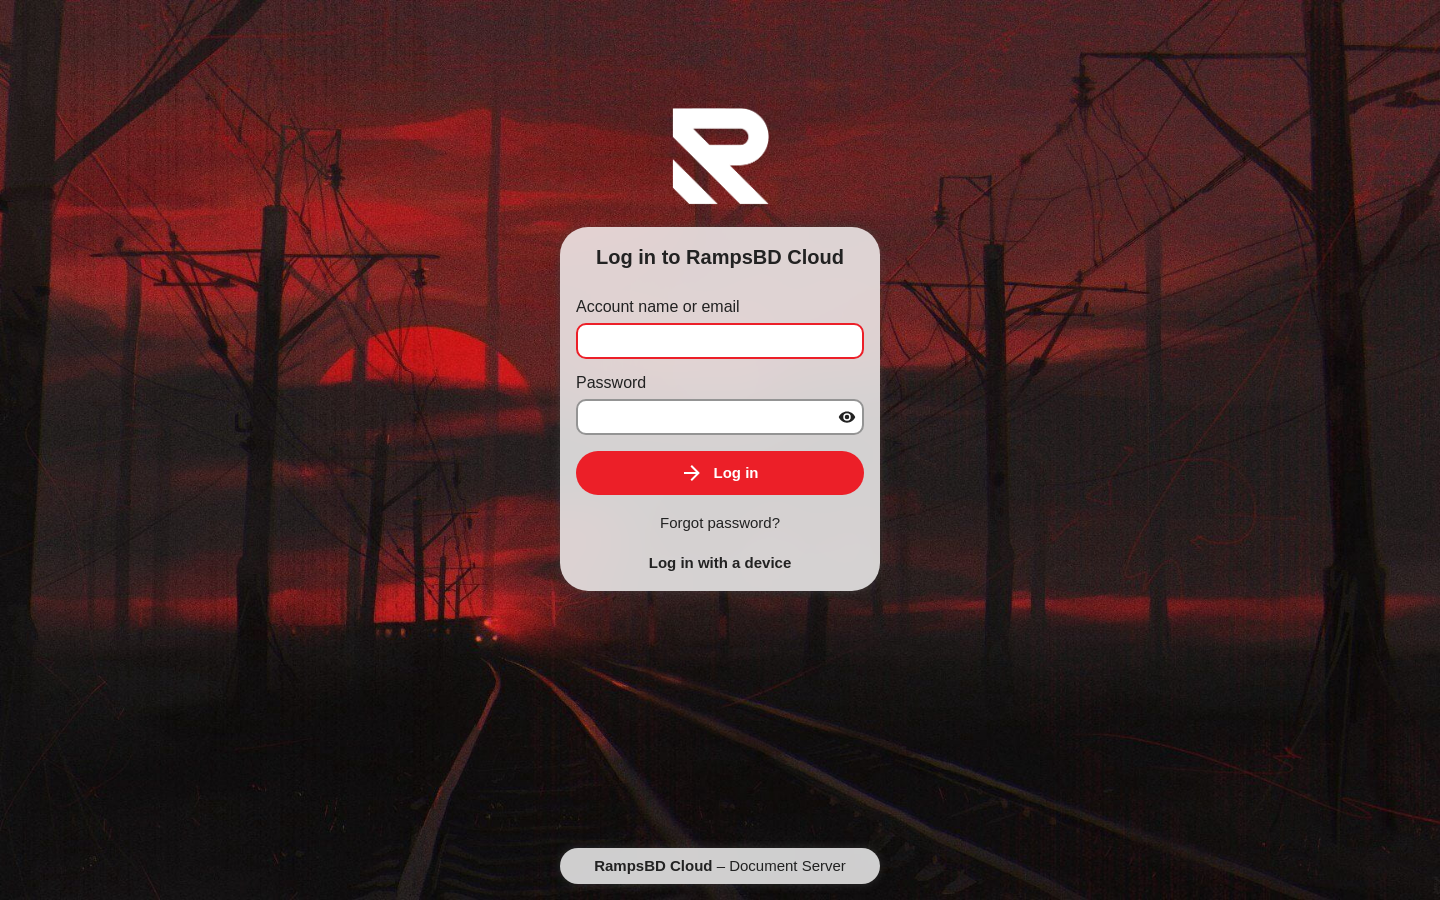 Log in to RampsBD Cloud
Account name or email
Password
Log in
Forgot password?
Log in with a device
RampsBD Cloud – Document Server